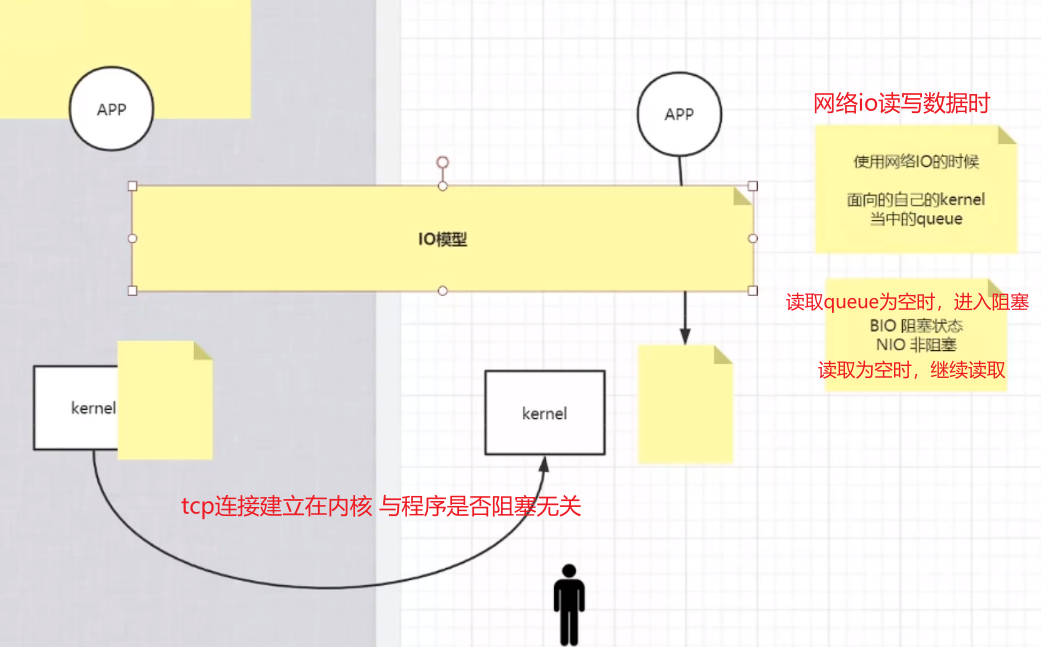 APP
APP
网络io读写数据时
使用网络IO的时候
面向的自己的kernel
当中的queue
IO模型
读取queue为空时，进入阻塞
BIO 阻塞状态
NIO 非阻塞
读取为空时，继续读取
kernel
kernel
tcp连接建立在内核 与程序是否阻塞无关